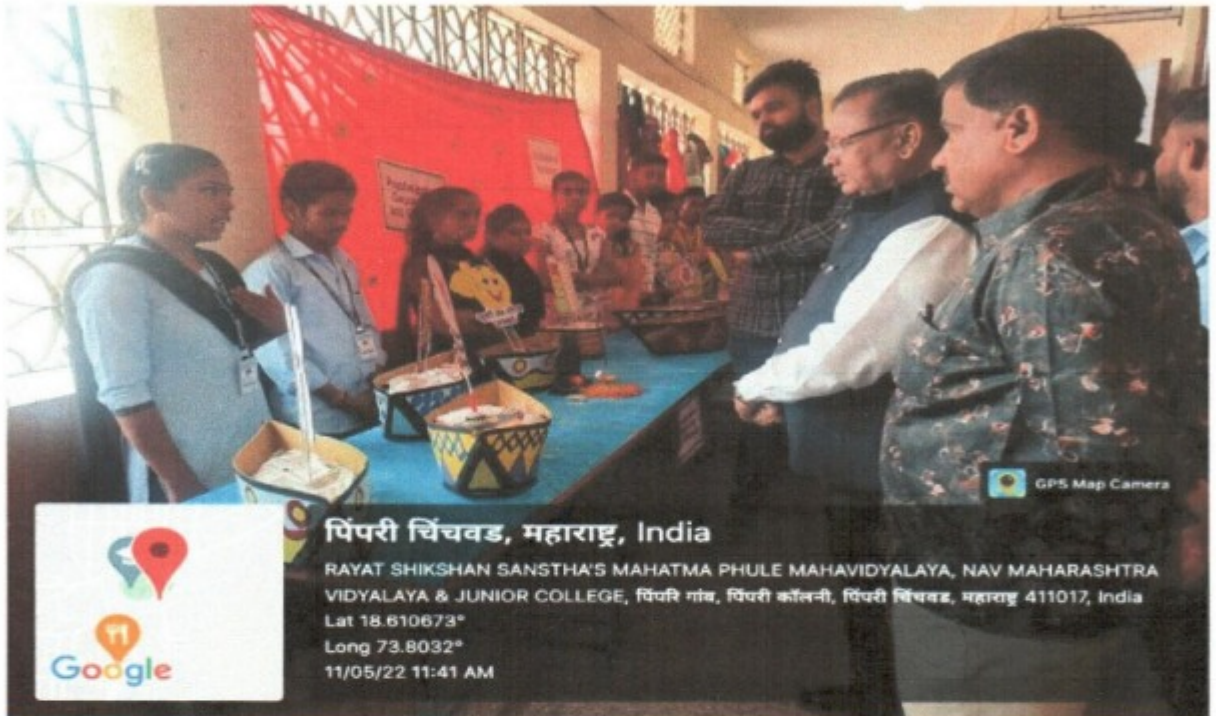 GPS Map Camera
पिंपरी चिंचवड, महाराष्ट्र, India
RAYAT SHIKSHAN SANSTHA'S MAHATMA PHULE MAHAVIDYALAYA, NAV MAHARASHTRA
VIDYALAYA & JUNIOR COLLEGE, पिंपरि गांव, पिंपरी कॉलनी, पिंपरी चिंचवड, महाराष्ट्र 411017, India
Lat 18.610673°
Long 73.8032°
11/05/22 11:41 AM
Google